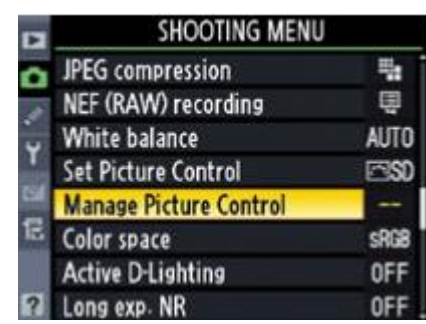 SHOOTING MENU
JPEG compression
NEF (RAW) recording
White balance AUTO
Set Picture Control SD
Manage Picture Control --
Color space sRGB
Active D-Lighting OFF
Long exp. NR OFF
?